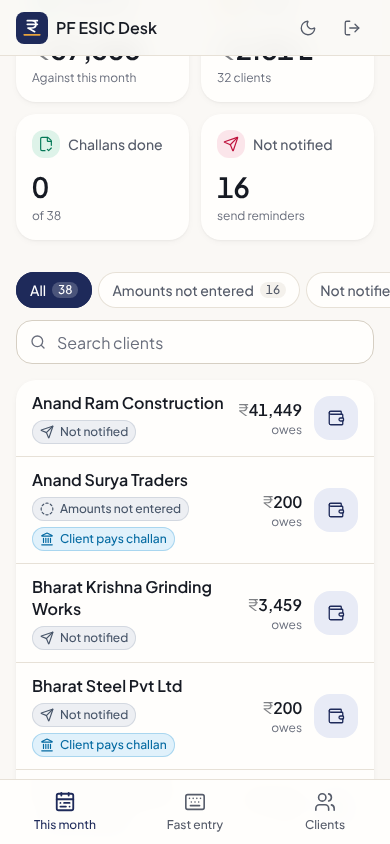 PF ESIC Desk
Against this month
32 clients
Challans done
Not notified
0
16
of 38
send reminders
All 38
Amounts not entered 16
Not notifie
Search clients
Anand Ram Construction
₹41,449
owes
Not notified
Anand Surya Traders
₹200
owes
Amounts not entered
Client pays challan
Bharat Krishna Grinding
Works
₹3,459
owes
Not notified
Bharat Steel Pvt Ltd
₹200
owes
Not notified
Client pays challan
This month
Fast entry
Clients